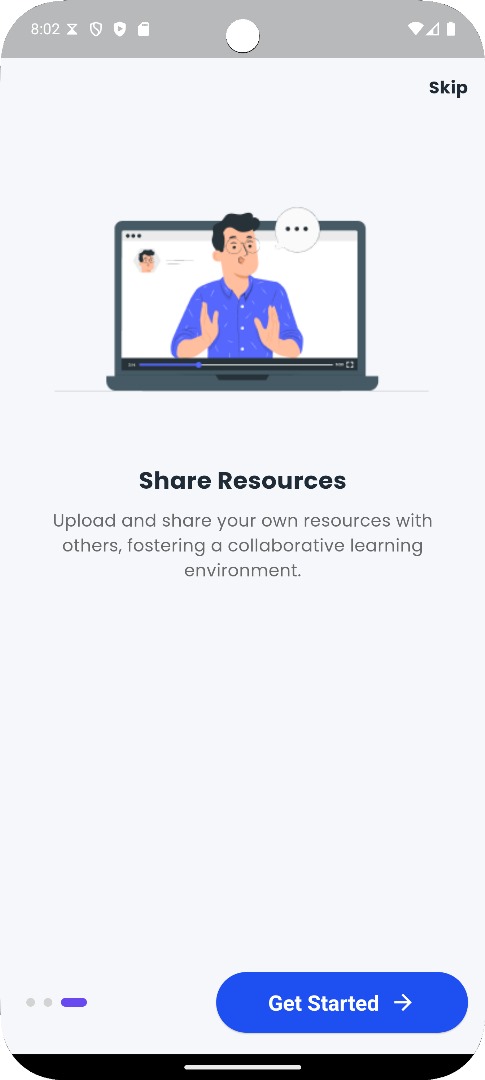 8:02
Skip
Share Resources
Upload and share your own resources with
others, fostering a collaborative learning
environment.
Get Started